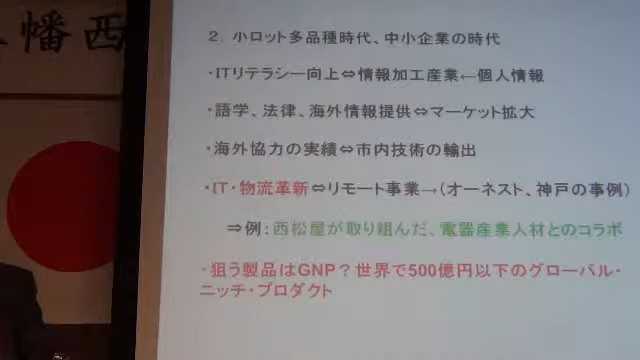 幡西
２．小ロット多品種時代、中小企業の時代
・ITリテラシー向上⇔情報加工産業←個人情報
・語学、法律、海外情報提供⇔マーケット拡大
・海外協力の実績⇔市内技術の輸出
・IT・物流革新⇔リモート事業→（オーネスト、神戸の事例）
⇒例：西松屋が取り組んだ、電器産業人材とのコラボ
・狙う製品はGNP？世界で500億円以下のグローバル・
ニッチ・プロダクト